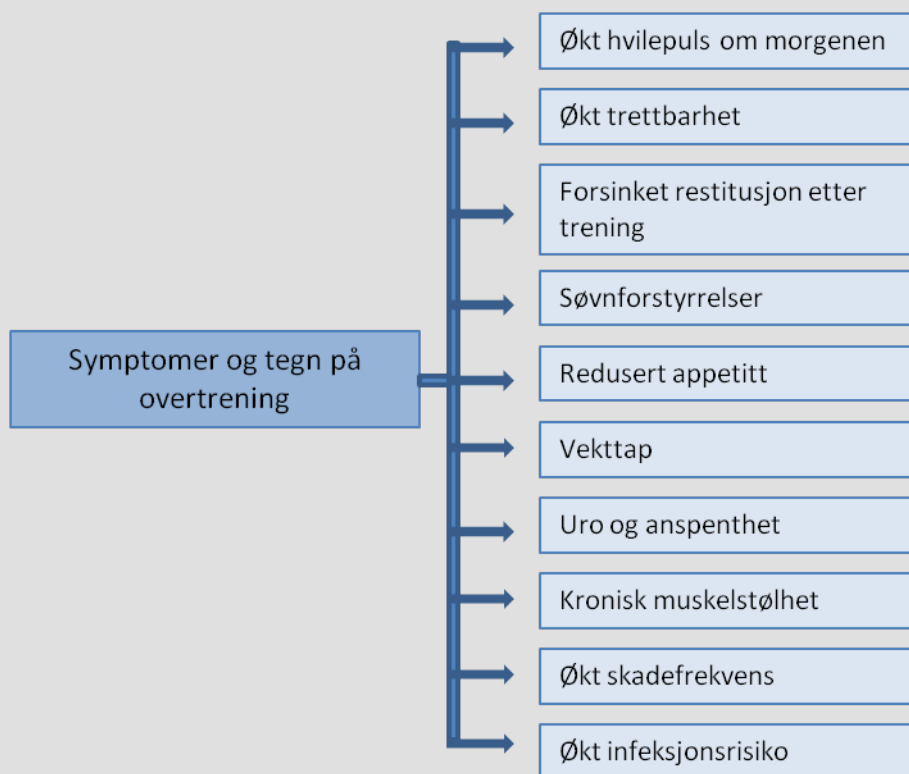 Økt hvilepuls om morgenen
Økt trettbarhet
Forsinket restitusjon etter
trening
Søvnforstyrrelser
Symptomer og tegn på
overtrening
Redusert appetitt
Vekttap
Uro og anspenthet
Kronisk muskelstølhet
Økt skadefrekvens
Økt infeksjonsrisiko